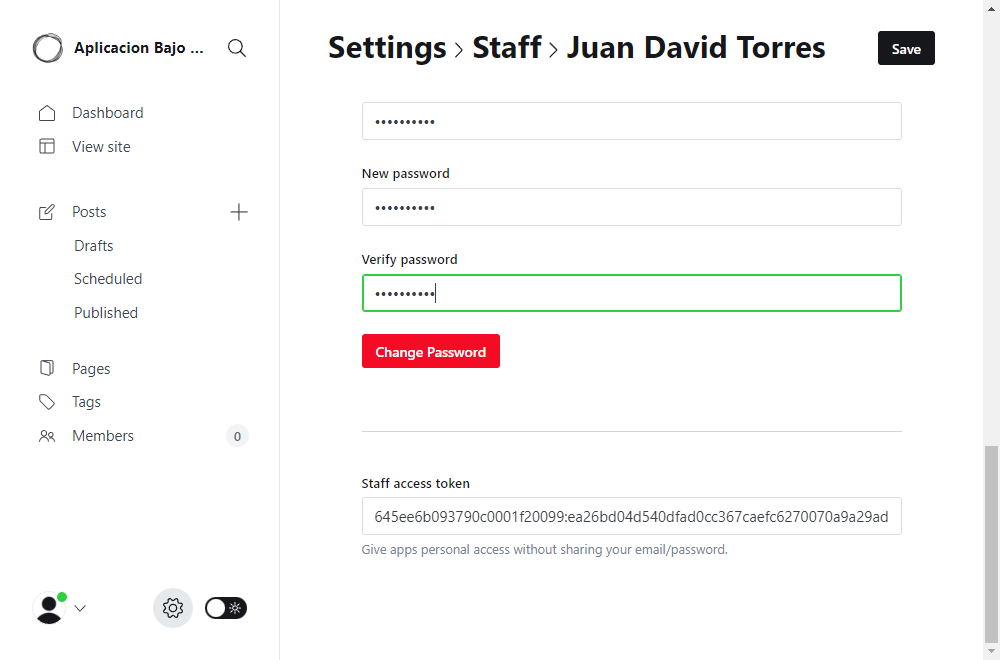 Aplicacion Bajo ...
Dashboard
View site
Posts
Drafts
Scheduled
Published
Pages
Tags
Members
0
Settings > Staff > Juan David Torres
Save
••••••••••
New password
••••••••••
Verify password
••••••••••
Change Password
Staff access token
645ee6b093790c0001f20099:ea26bd04d540dfad0cc367caefc6270070a9a29ad
Give apps personal access without sharing your email/password.